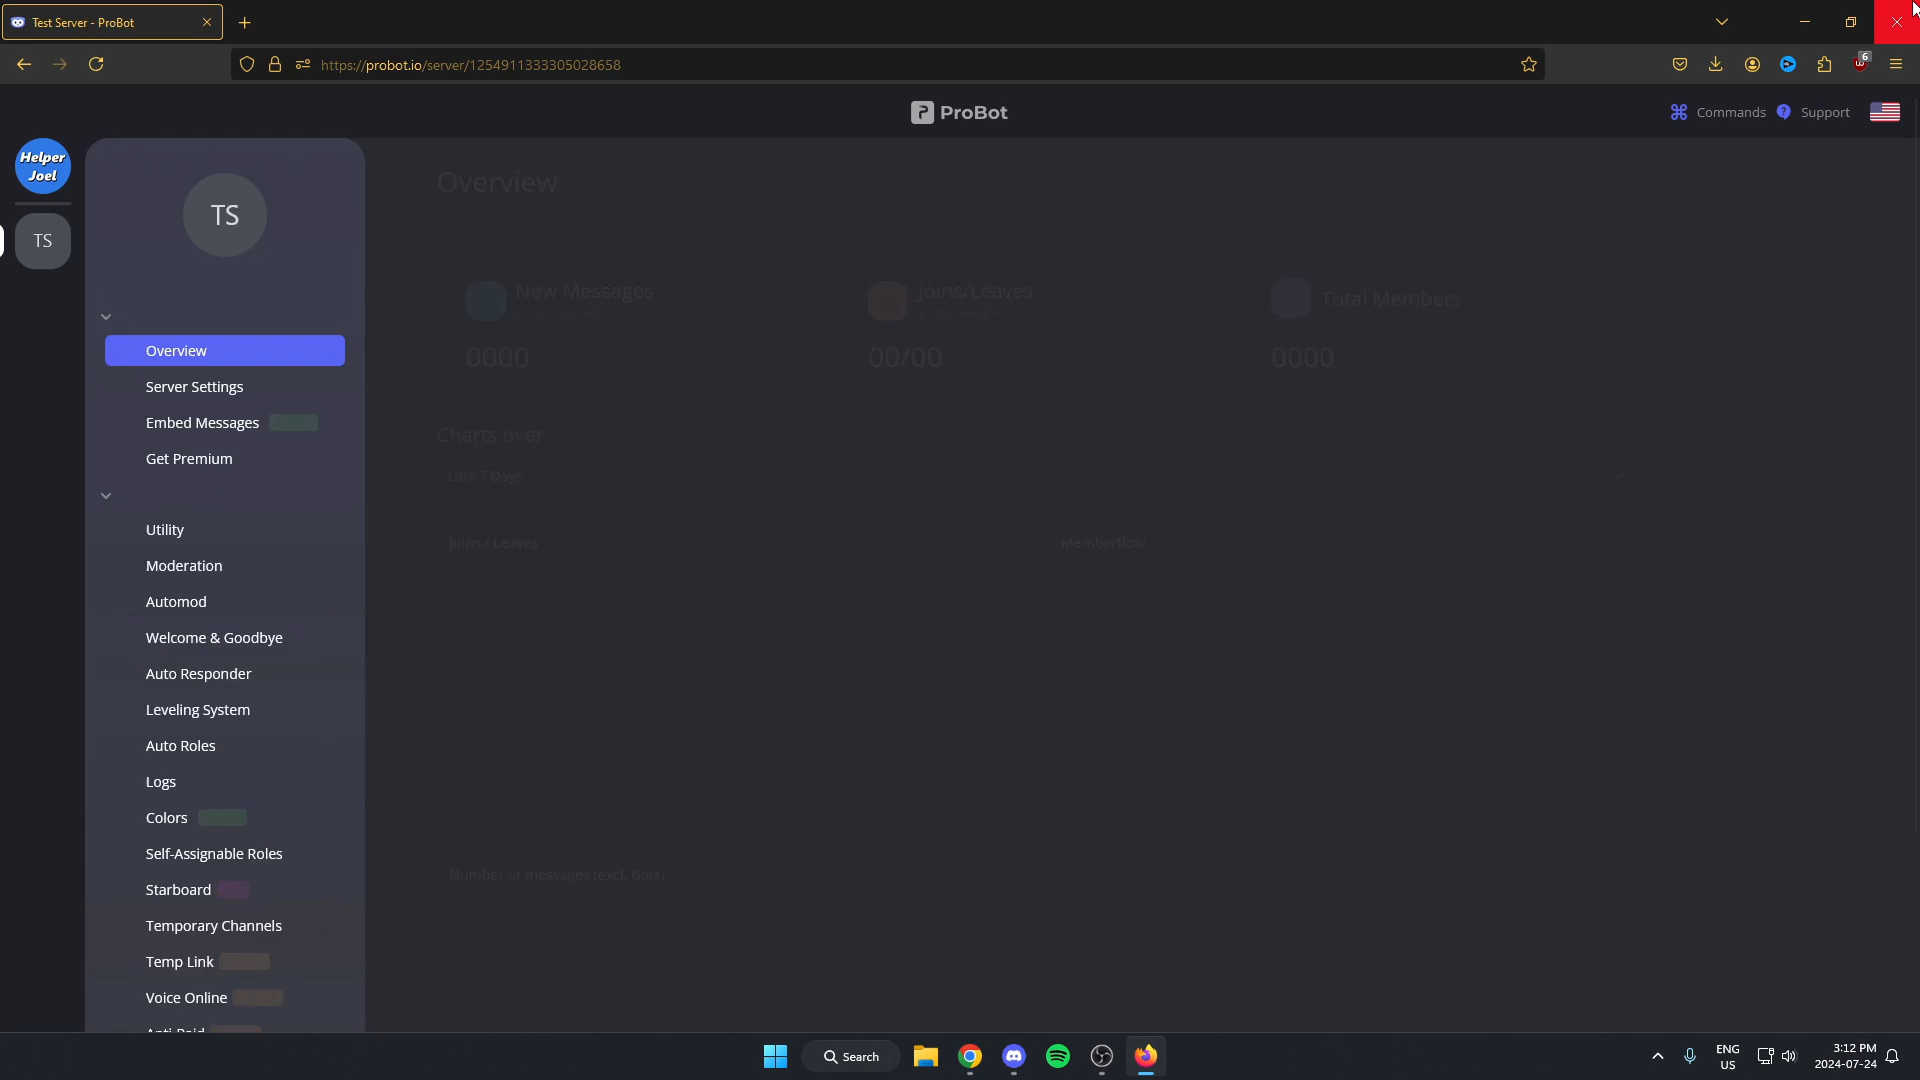 Test Server - ProBot
https://probot.io/server/1254911333305028658
6
ProBot
Commands
Support
Helper
Joel
TS
TS
Overview
Server Settings
Embed Messages
Get Premium
Utility
Moderation
Automod
Welcome & Goodbye
Auto Responder
Leveling System
Auto Roles
Logs
Colors
Self-Assignable Roles
Starboard
Temporary Channels
Temp Link
Voice Online
Anti-Raid
Overview
New Messages
Joins/Leaves
Total Members
0000
00/00
0000
Charts over
Last 7 Days
Joins / Leaves
Memberflow
Number of messages (excl. Bots)
Search
ENG
US
3:12 PM
2024-07-24